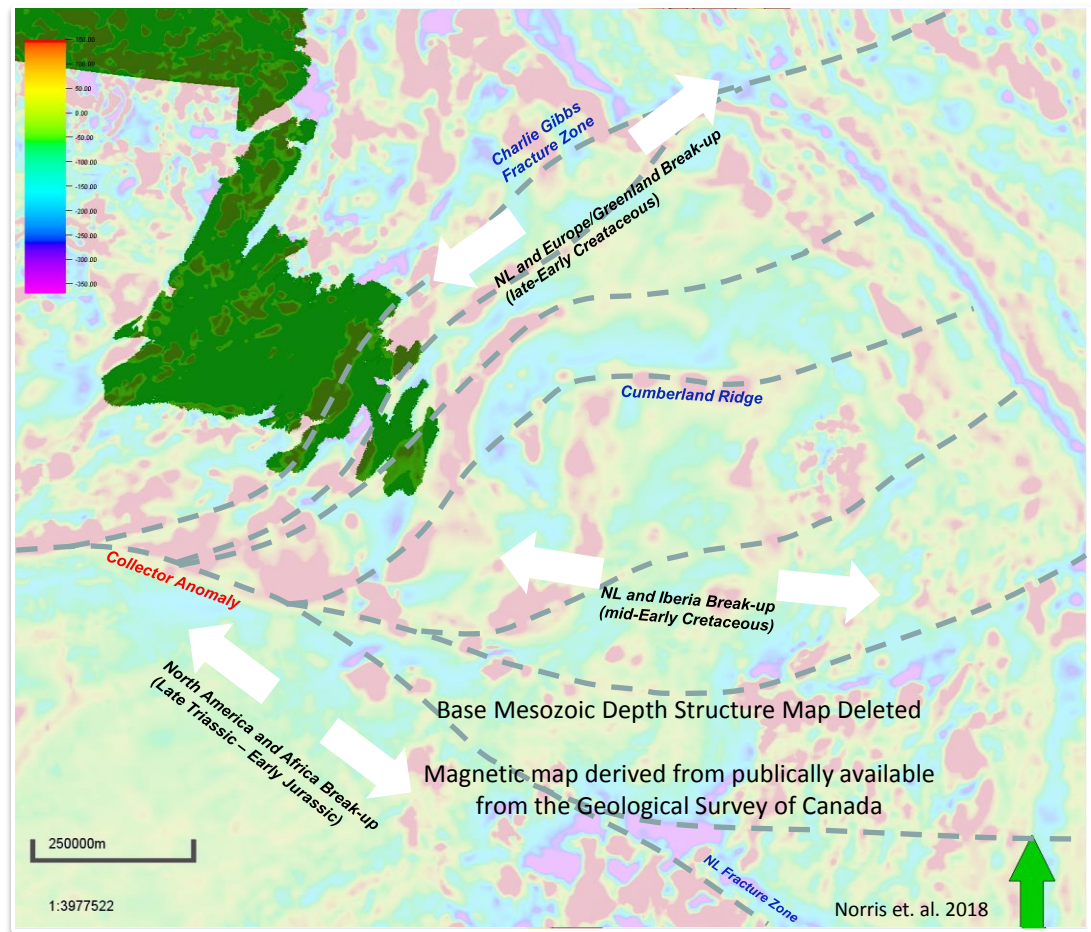 150.00
100.00
50.00
0.00
-50.00
-100.00
-150.00
-200.00
-250.00
-300.00
-350.00
Charlie Gibbs
Fracture Zone
NL and Europe/Greenland Break-up
(late-Early Creataceous)
Cumberland Ridge
Collector Anomaly
NL and Iberia Break-up
(mid-Early Cretaceous)
North America and Africa Break-up
(Late Triassic – Early Jurassic)
Base Mesozoic Depth Structure Map Deleted
Magnetic map derived from publically available
from the Geological Survey of Canada
250000m
NL Fracture Zone
1:3977522
Norris et. al. 2018